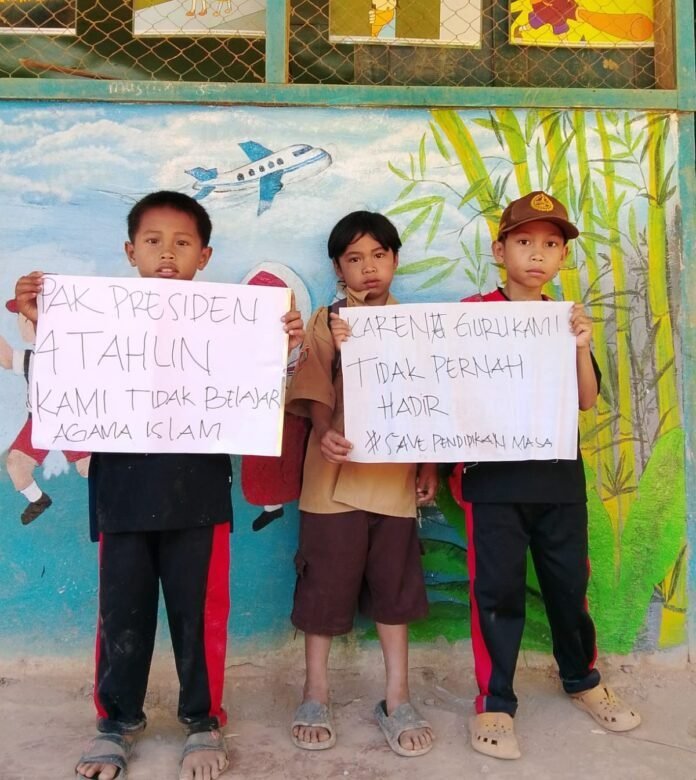 PAK PRESIDEN
4 TAHUN
KAMI TIDAK BELAJAR
AGAMA ISLAM
KARENA GURU KAMI
TIDAK PERNAH
HADIR
#SAVE PENDIDIKAN MASA